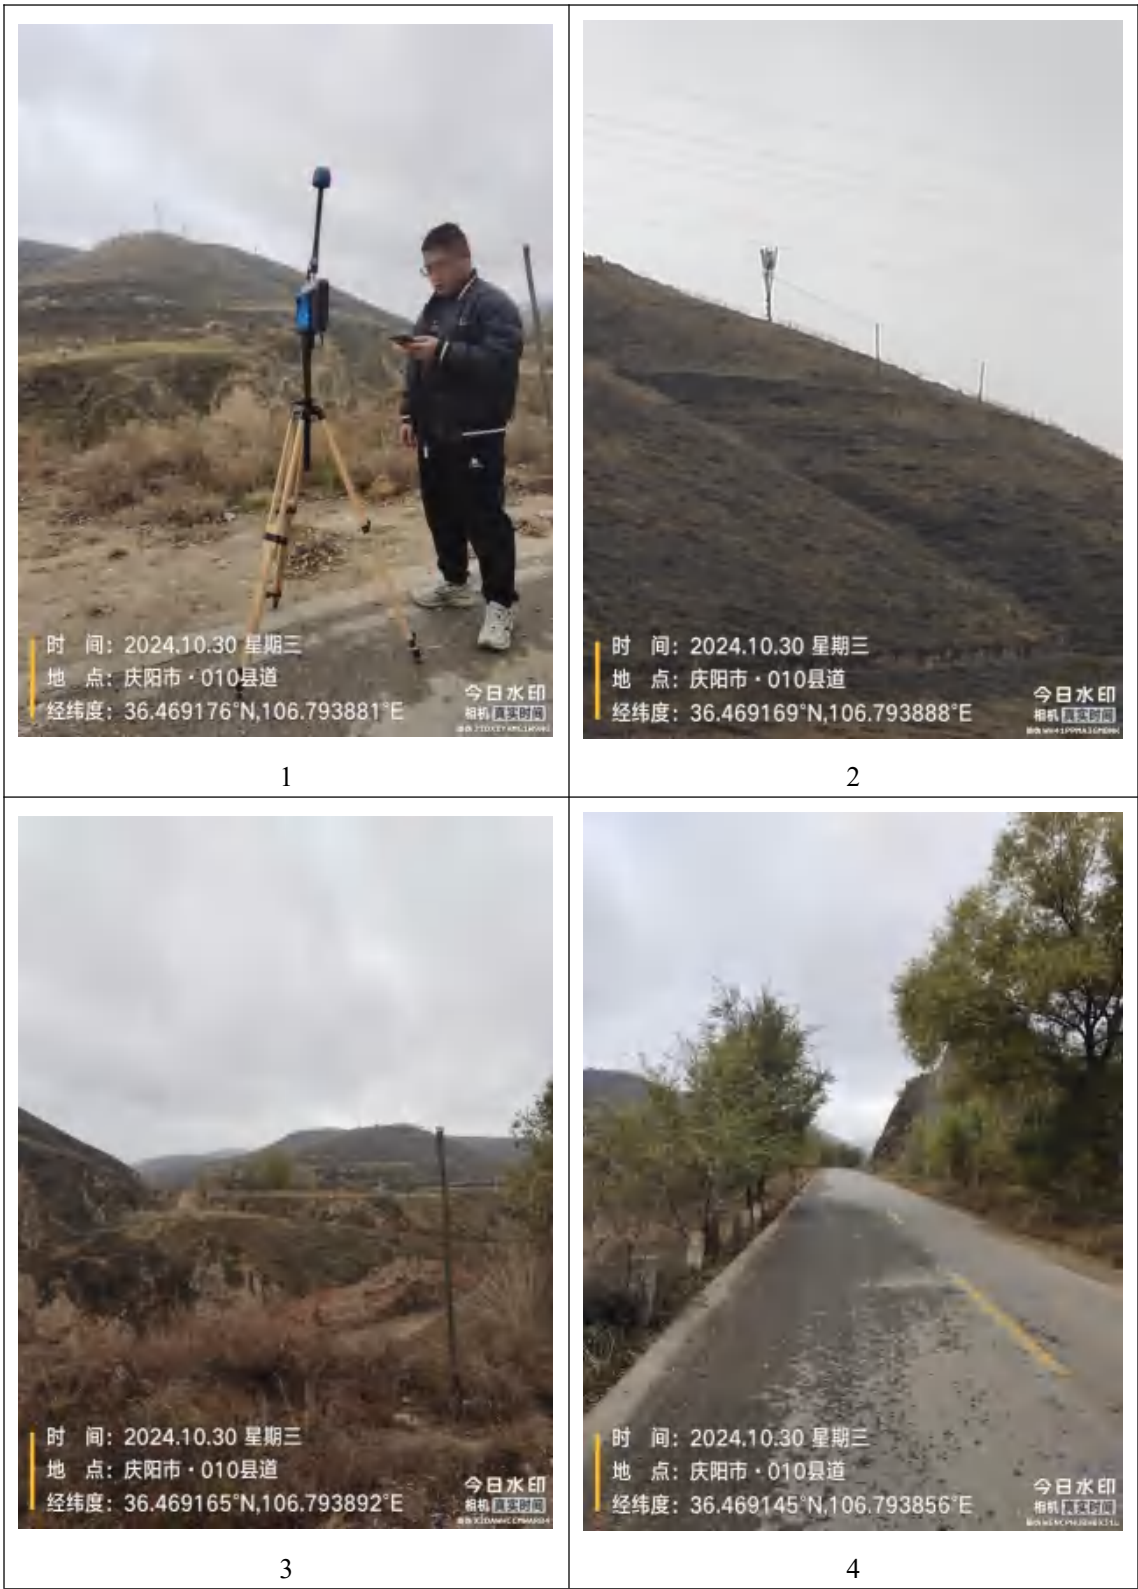 时 间：2024.10.30 星期三
地 点：庆阳市·010县道
经纬度：36.469176°N,106.793881°E
今日水印
相机 真实时间
1
时 间：2024.10.30 星期三
地 点：庆阳市·010县道
经纬度：36.469169°N,106.793888°E
今日水印
相机 真实时间
2
时 间：2024.10.30 星期三
地 点：庆阳市·010县道
经纬度：36.469165°N,106.793892°E
今日水印
相机 真实时间
3
时 间：2024.10.30 星期三
地 点：庆阳市·010县道
经纬度：36.469145°N,106.793856°E
今日水印
相机 真实时间
4